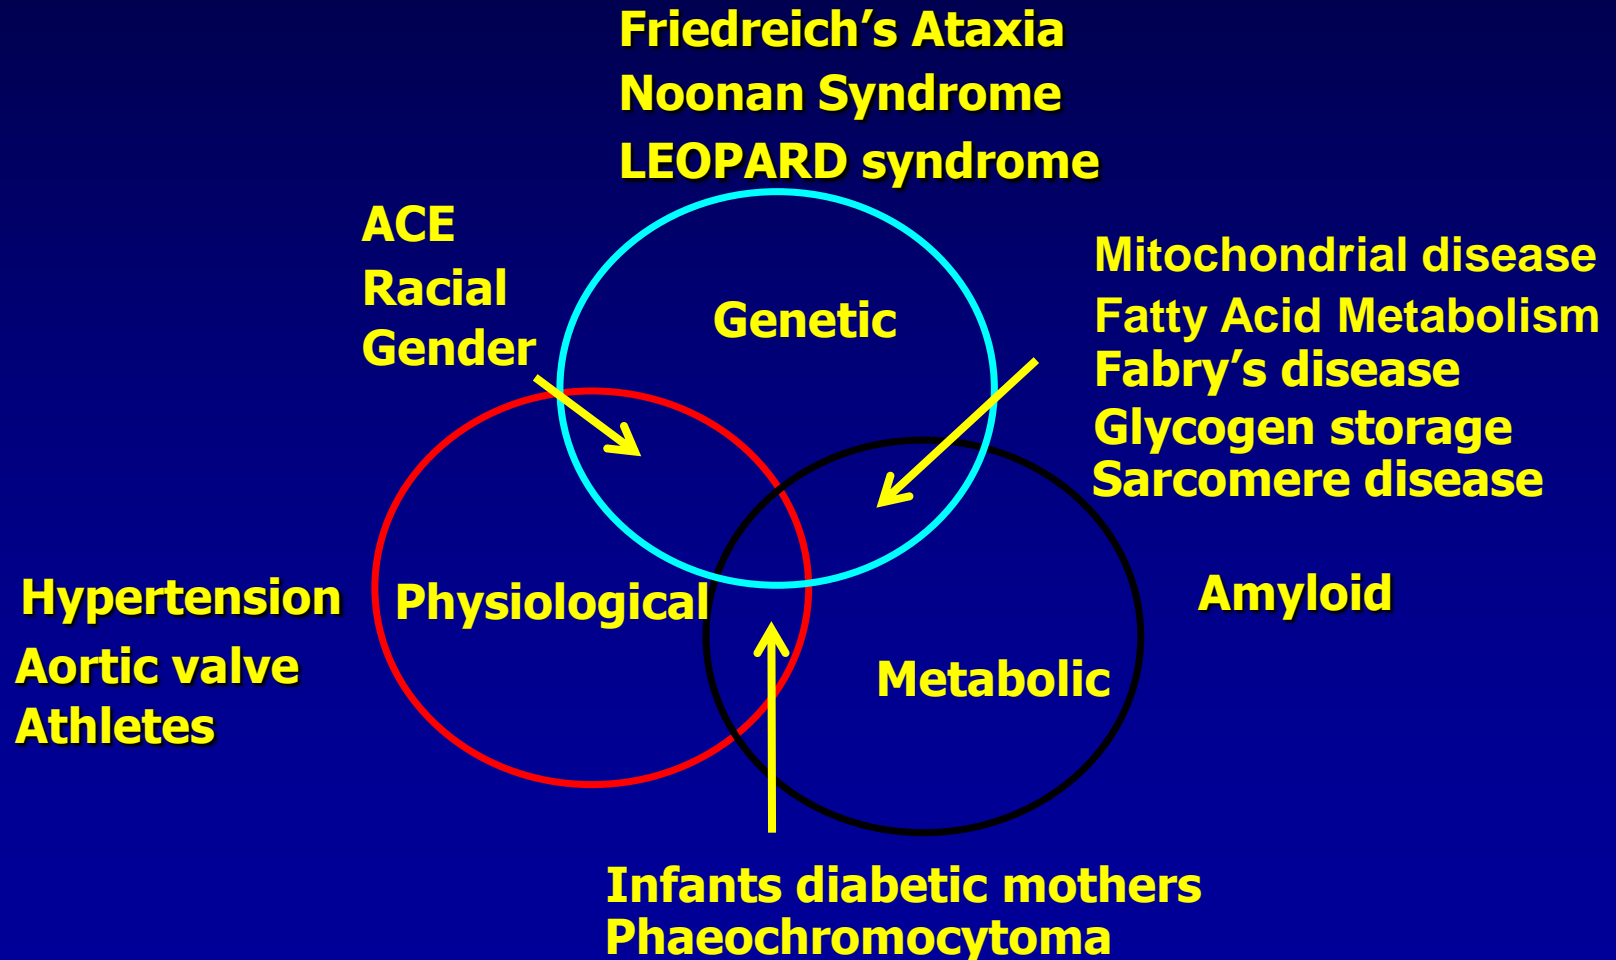 Friedreich’s Ataxia
Noonan Syndrome
LEOPARD syndrome
ACE
Racial
Gender
Genetic
Mitochondrial disease
Fatty Acid Metabolism
Fabry’s disease
Glycogen storage
Sarcomere disease
Hypertension
Aortic valve
Athletes
Physiological
Metabolic
Amyloid
Infants diabetic mothers
Phaeochromocytoma